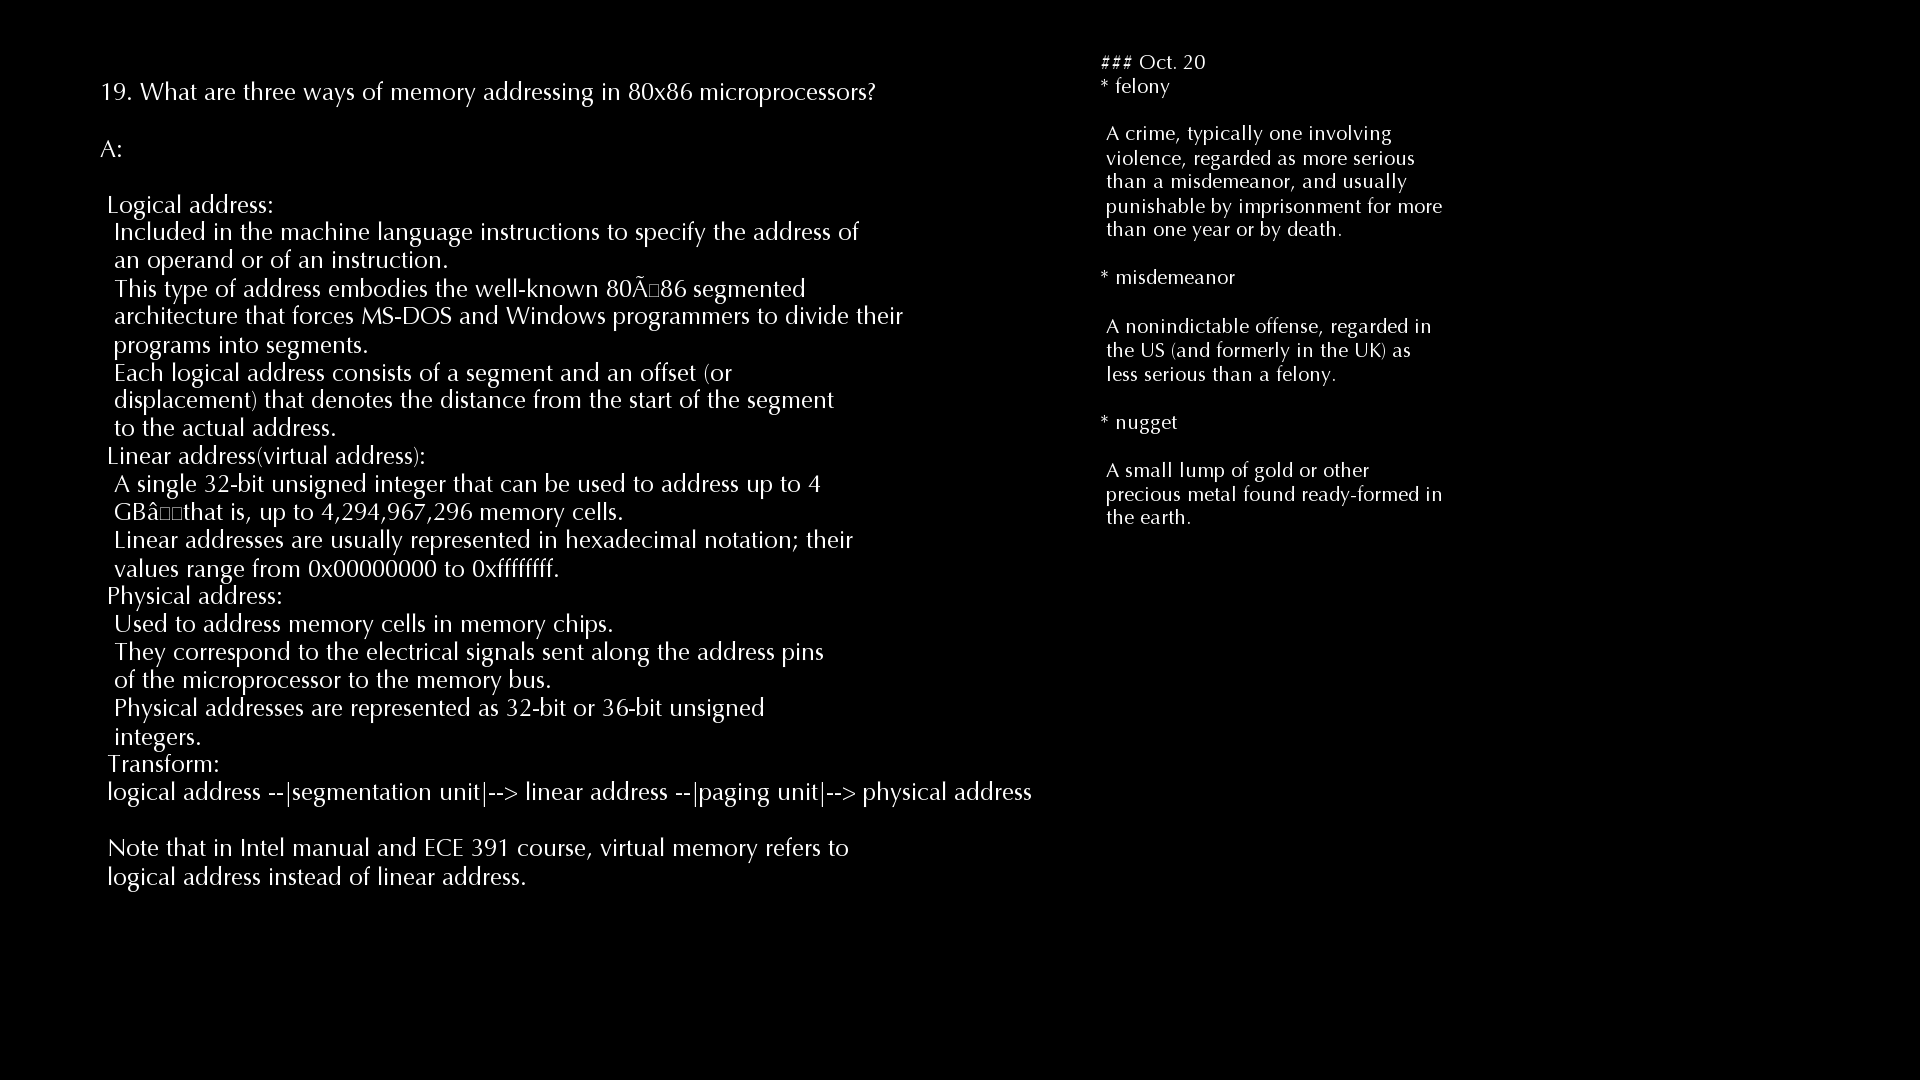 19. What are three ways of memory addressing in 80x86 microprocessors?
A:
Logical address:
Included in the machine language instructions to specify the address of
an operand or of an instruction.
This type of address embodies the well-known 80Ã□86 segmented
architecture that forces MS-DOS and Windows programmers to divide their
programs into segments.
Each logical address consists of a segment and an offset (or
displacement) that denotes the distance from the start of the segment
to the actual address.
Linear address(virtual address):
A single 32-bit unsigned integer that can be used to address up to 4
GBâ□□that is, up to 4,294,967,296 memory cells.
Linear addresses are usually represented in hexadecimal notation; their
values range from 0x00000000 to 0xffffffff.
Physical address:
Used to address memory cells in memory chips.
They correspond to the electrical signals sent along the address pins
of the microprocessor to the memory bus.
Physical addresses are represented as 32-bit or 36-bit unsigned
integers.
Transform:
logical address --|segmentation unit|--> linear address --|paging unit|--> physical address
Note that in Intel manual and ECE 391 course, virtual memory refers to
logical address instead of linear address.
### Oct. 20
* felony
A crime, typically one involving
violence, regarded as more serious
than a misdemeanor, and usually
punishable by imprisonment for more
than one year or by death.
* misdemeanor
A nonindictable offense, regarded in
the US (and formerly in the UK) as
less serious than a felony.
* nugget
A small lump of gold or other
precious metal found ready-formed in
the earth.